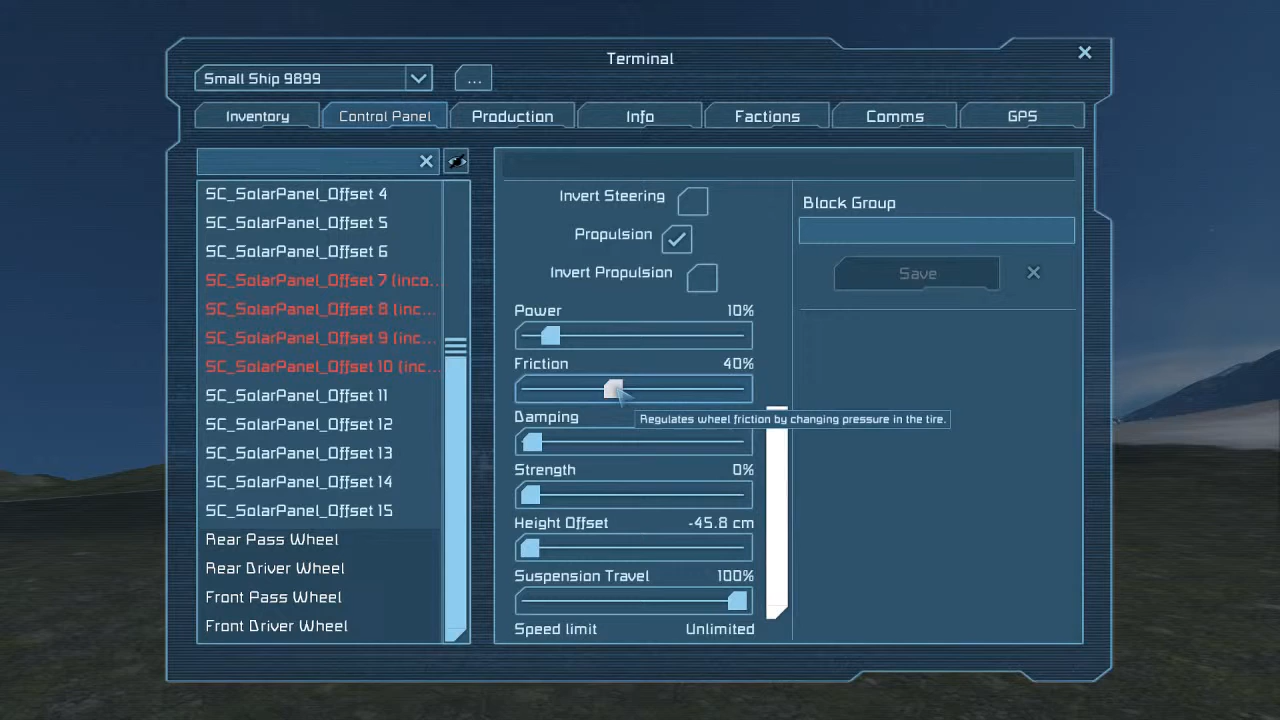 Terminal
Small Ship 9899
...
Inventory
Control Panel
Production
Info
Factions
Comms
GPS
SC_SolarPanel_Offset 4
SC_SolarPanel_Offset 5
SC_SolarPanel_Offset 6
SC_SolarPanel_Offset 7 (inco...
SC_SolarPanel_Offset 8 (inc...
SC_SolarPanel_Offset 9 (inc...
SC_SolarPanel_Offset 10 (inc...
SC_SolarPanel_Offset 11
SC_SolarPanel_Offset 12
SC_SolarPanel_Offset 13
SC_SolarPanel_Offset 14
SC_SolarPanel_Offset 15
Rear Pass Wheel
Rear Driver Wheel
Front Pass Wheel
Front Driver Wheel
Invert Steering
Propulsion
Invert Propulsion
Power 10%
Friction 40%
Damping
Regulates wheel friction by changing pressure in the tire.
Strength 0%
Height Offset -45.8 cm
Suspension Travel 100%
Speed limit Unlimited
Block Group
Save